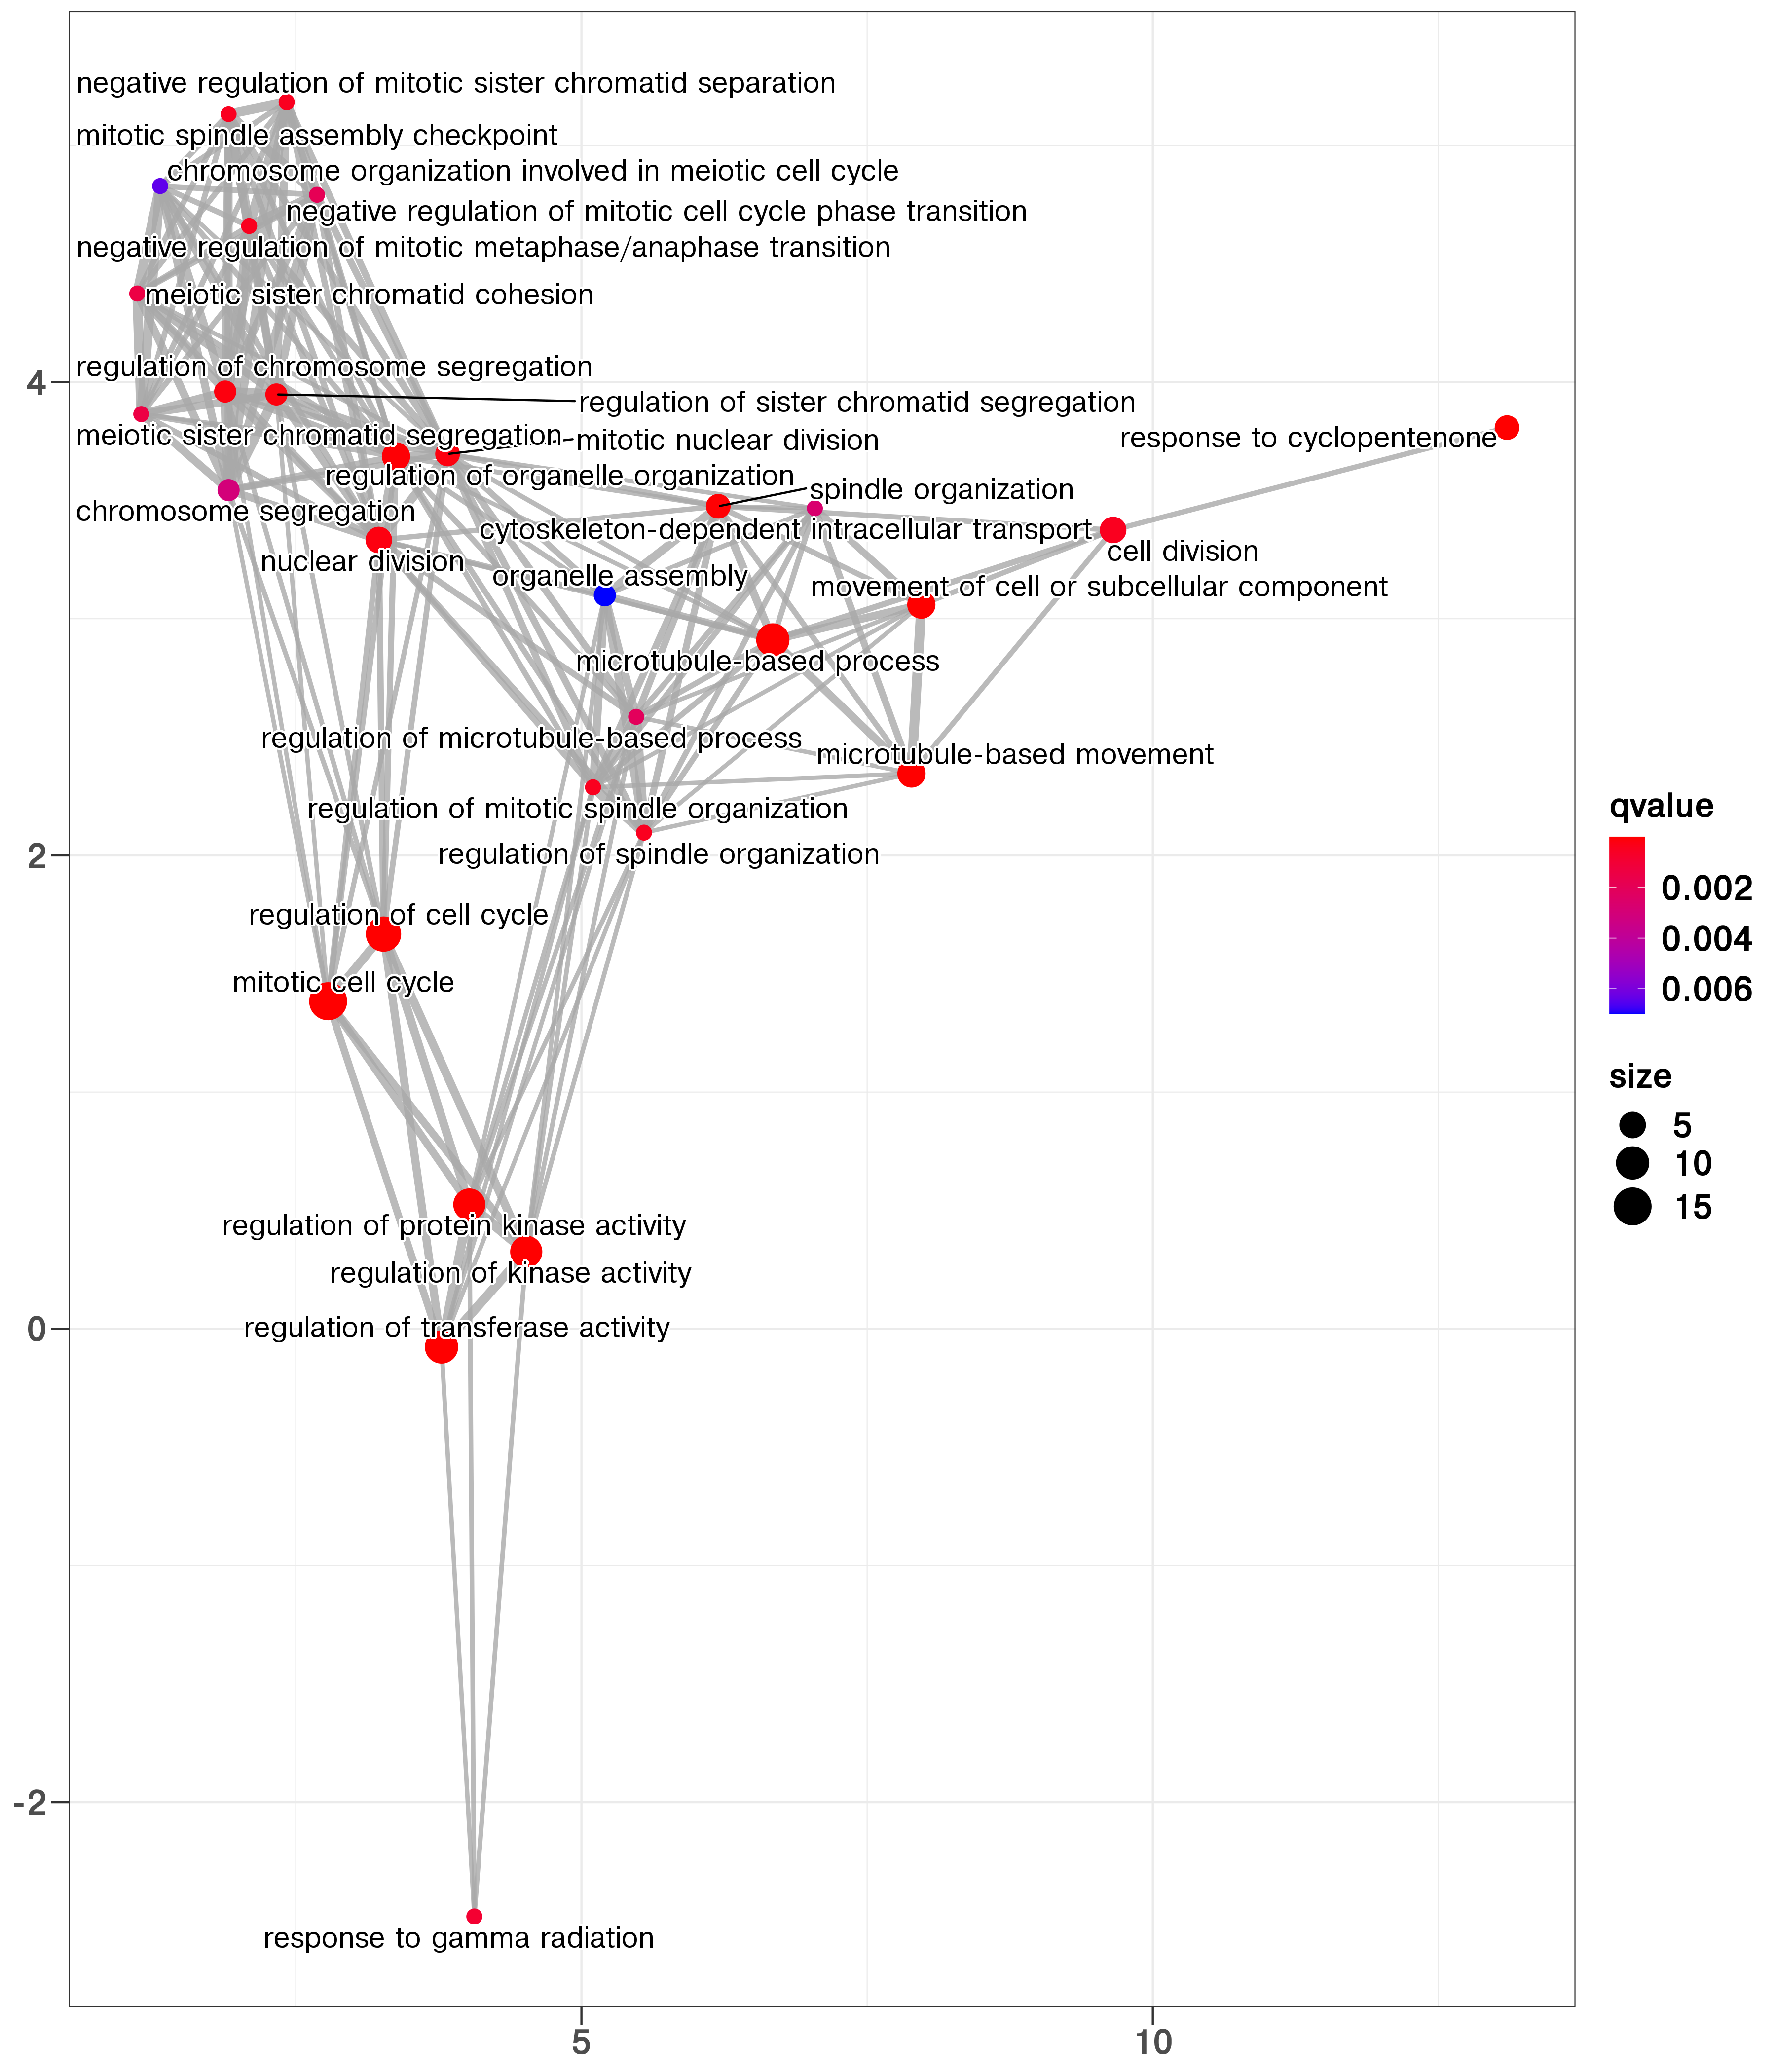 negative regulation of mitotic sister chromatid separation
mitotic spindle assembly checkpoint
chromosome organization involved in meiotic cell cycle
negative regulation of mitotic cell cycle phase transition
negative regulation of mitotic metaphase/anaphase transition
meiotic sister chromatid cohesion
regulation of chromosome segregation
4
regulation of sister chromatid segregation
meiotic sister chromatid segregation
mitotic nuclear division
response to cyclopentenone
regulation of organelle organization
spindle organization
chromosome segregation
cytoskeleton-dependent intracellular transport
cell division
nuclear division
organelle assembly
movement of cell or subcellular component
microtubule-based process
regulation of microtubule-based process
microtubule-based movement
regulation of mitotic spindle organization
2
regulation of spindle organization
regulation of cell cycle
mitotic cell cycle
regulation of protein kinase activity
regulation of kinase activity
0
regulation of transferase activity
-2
response to gamma radiation
5
10
qvalue
0.002
0.004
0.006
size
5
10
15